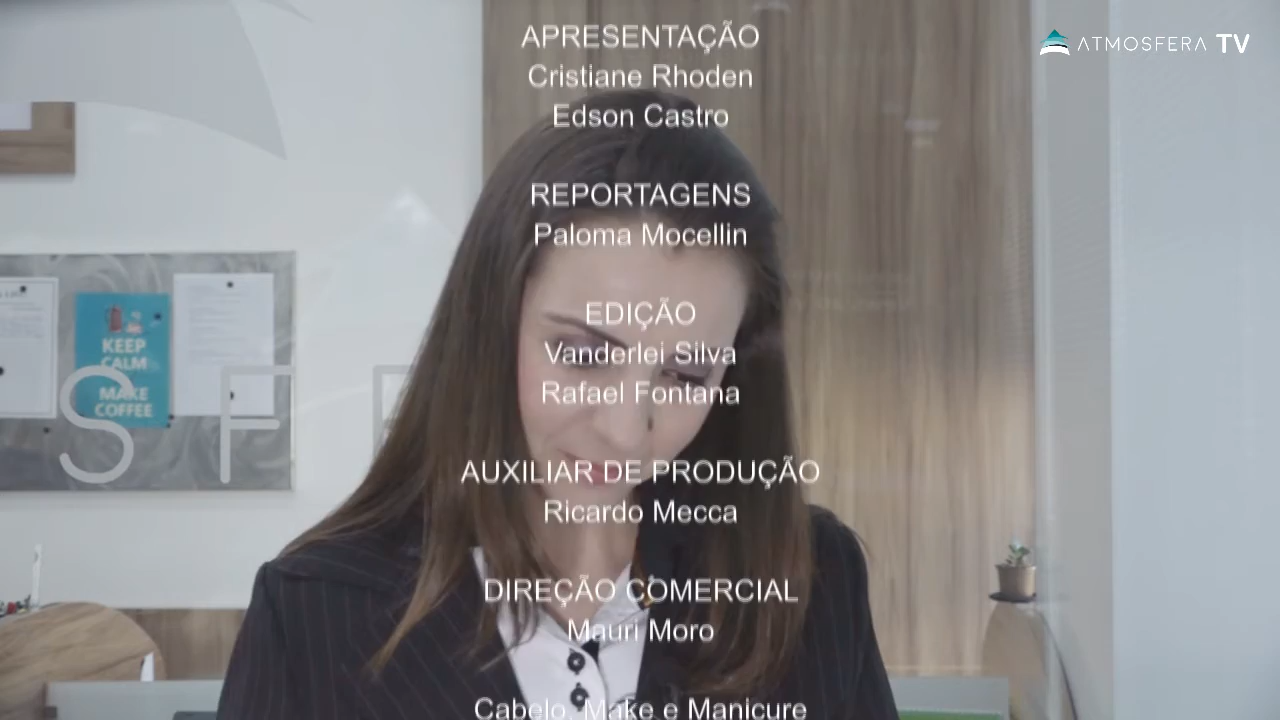 APRESENTAÇÃO
Cristiane Rhoden
Edson Castro
REPORTAGENS
Paloma Mocellin
EDIÇÃO
Vanderlei Silva
Rafael Fontana
AUXILIAR DE PRODUÇÃO
Ricardo Mecca
DIREÇÃO COMERCIAL
Mauri Moro
Cabelo, Make e Manicure
ATMOSFERA TV
KEEP
CALM
MAKE
COFFEE
S F